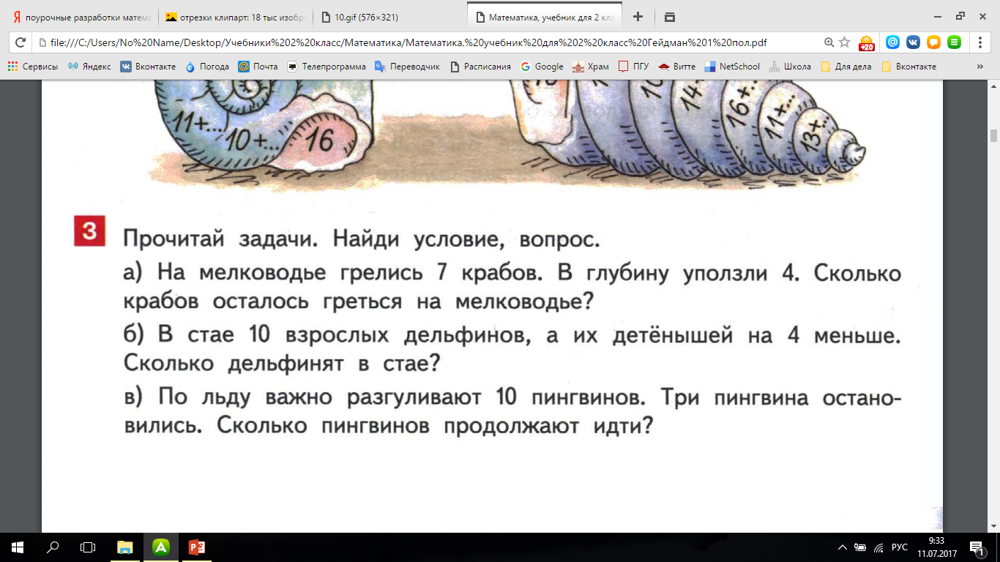 поурочные разработки матема
отрезки клипарт: 18 тыс изобр
10.gif (576×321)
Математика, учебник для 2 кла
file:///C:/Users/No%20Name/Desktop/Учебники%202%20класс/Математика/Математика,%20учебник%20для%202%20класс%20Гейдман%201%20пол.pdf
+20
Сервисы Яндекс Вконтакте Погода Почта Телепрограмма Переводчик Расписания Google Храм ПГУ Витте NetSchool Школа Для дела Вконтакте »
11+... 10+... 16
14+ 16+... 11+... 13+...
3
Прочитай задачи. Найди условие, вопрос.
а) На мелководье грелись 7 крабов. В глубину уползли 4. Сколько
крабов осталось греться на мелководье?
б) В стае 10 взрослых дельфинов, а их детёнышей на 4 меньше.
Сколько дельфинят в стае?
в) По льду важно разгуливают 10 пингвинов. Три пингвина остано-
вились. Сколько пингвинов продолжают идти?
РУС
9:33
11.07.2017
1